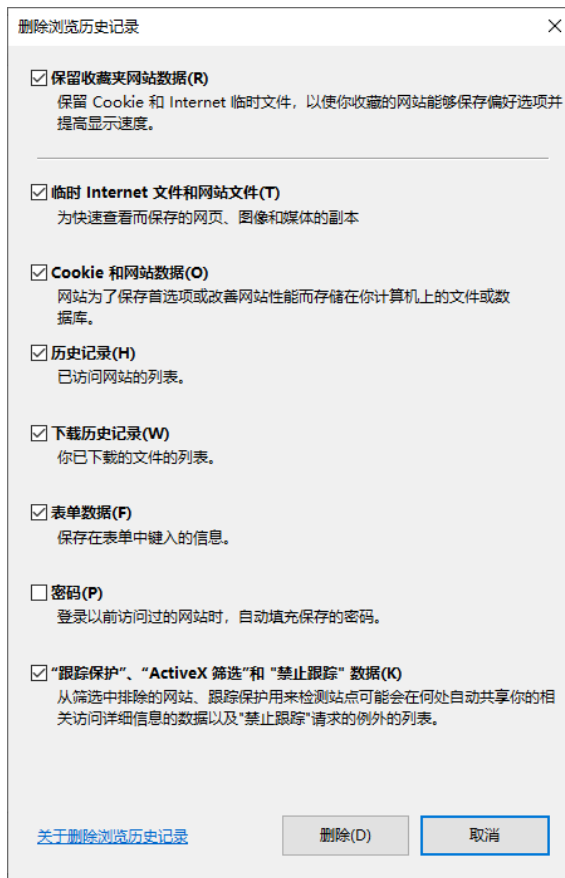 删除浏览历史记录
保留收藏夹网站数据(R)
保留 Cookie 和 Internet 临时文件，以使你收藏的网站能够保存偏好选项并
提高显示速度。
临时 Internet 文件和网站文件(T)
为快速查看而保存的网页、图像和媒体的副本
Cookie 和网站数据(O)
网站为了保存首选项或改善网站性能而存储在你计算机上的文件或数
据库。
历史记录(H)
已访问网站的列表。
下载历史记录(W)
你已下载的文件的列表。
表单数据(F)
保存在表单中键入的信息。
密码(P)
登录以前访问过的网站时，自动填充保存的密码。
“跟踪保护”、“ActiveX 筛选”和 "禁止跟踪" 数据(K)
从筛选中排除的网站、跟踪保护用来检测站点可能会在何处自动共享你的相
关访问详细信息的数据以及"禁止跟踪"请求的例外的列表。
关于删除浏览历史记录
删除(D)
取消